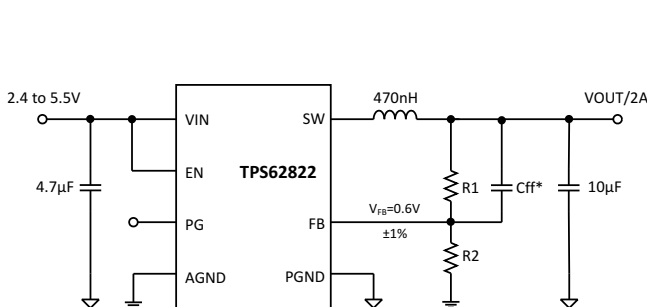 2.4 to 5.5V
470nH
VOUT/2A
VIN
SW
EN
TPS62822
4.7µF
R1
Cff*
10µF
V_FB=0.6V
PG
FB
±1%
R2
AGND
PGND